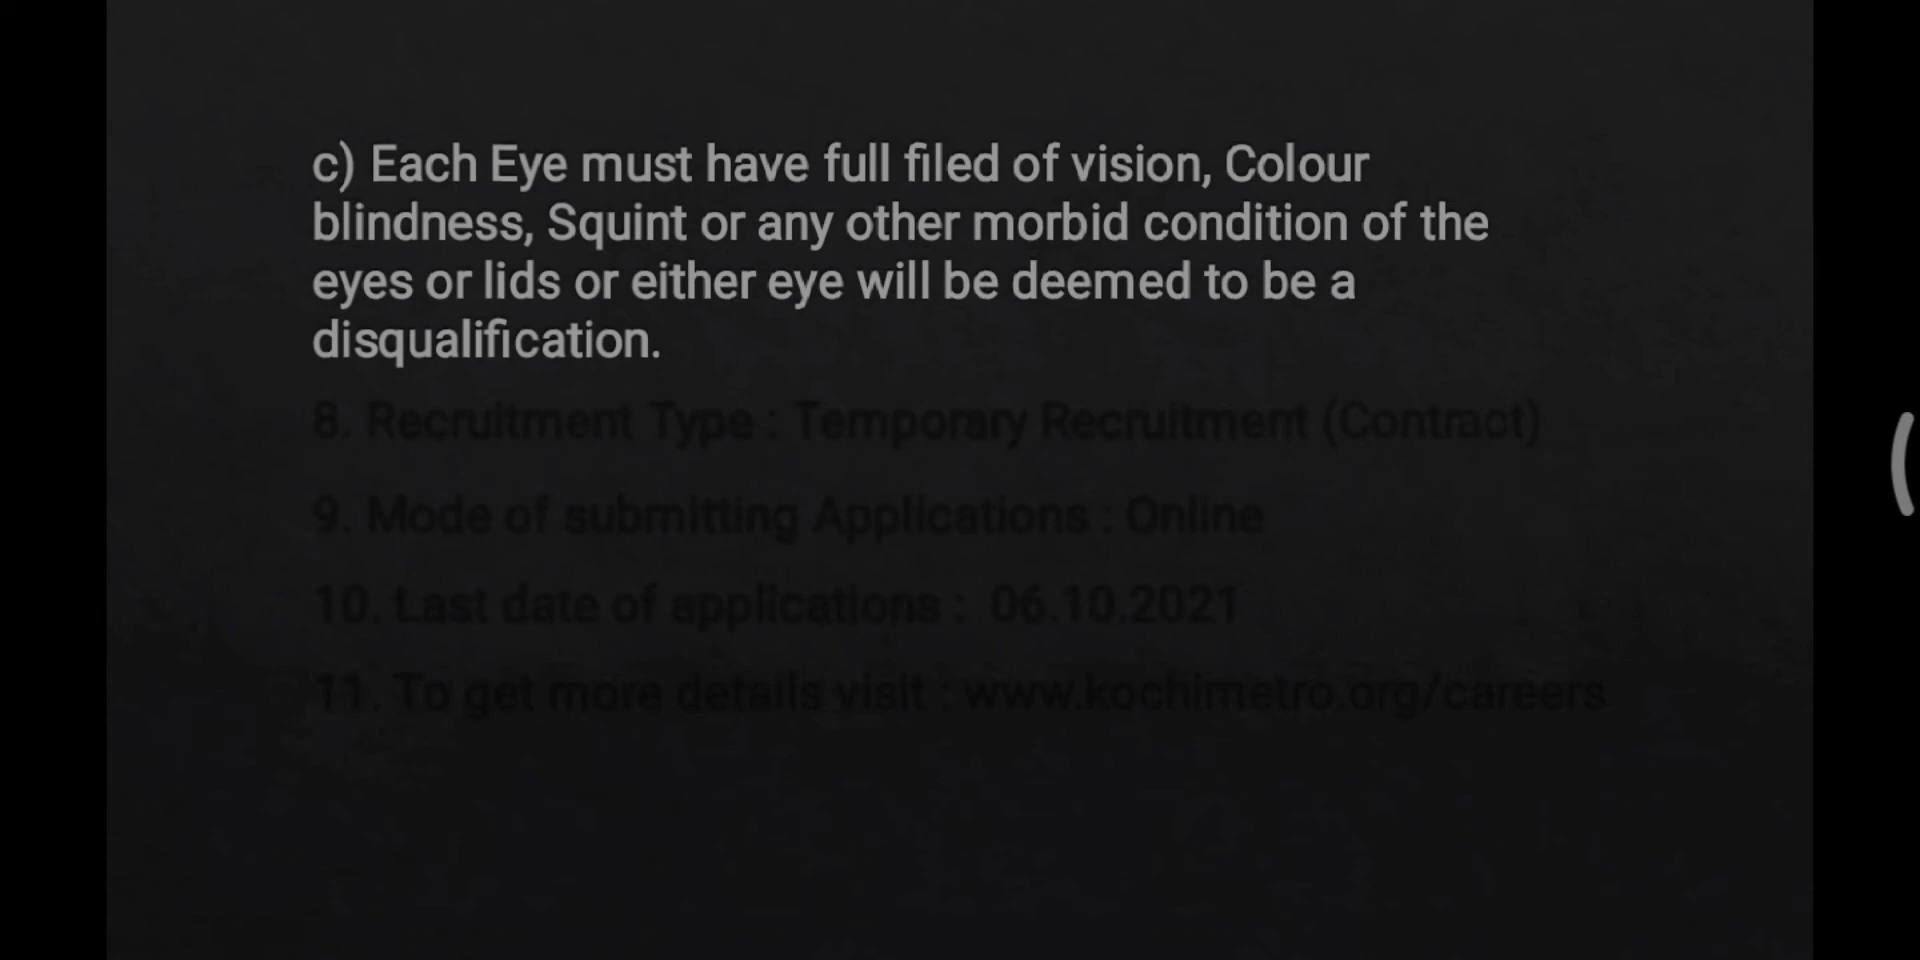 c) Each Eye must have full filed of vision, Colour
blindness, Squint or any other morbid condition of the
eyes or lids or either eye will be deemed to be a
disqualification.
8. Recruitment Type : Temporary Recruitment (Contract)
9. Mode of submitting Applications : Online
10. Last date of applications : 06.10.2021
11. To get more details visit : www.kochimetro.org/careers